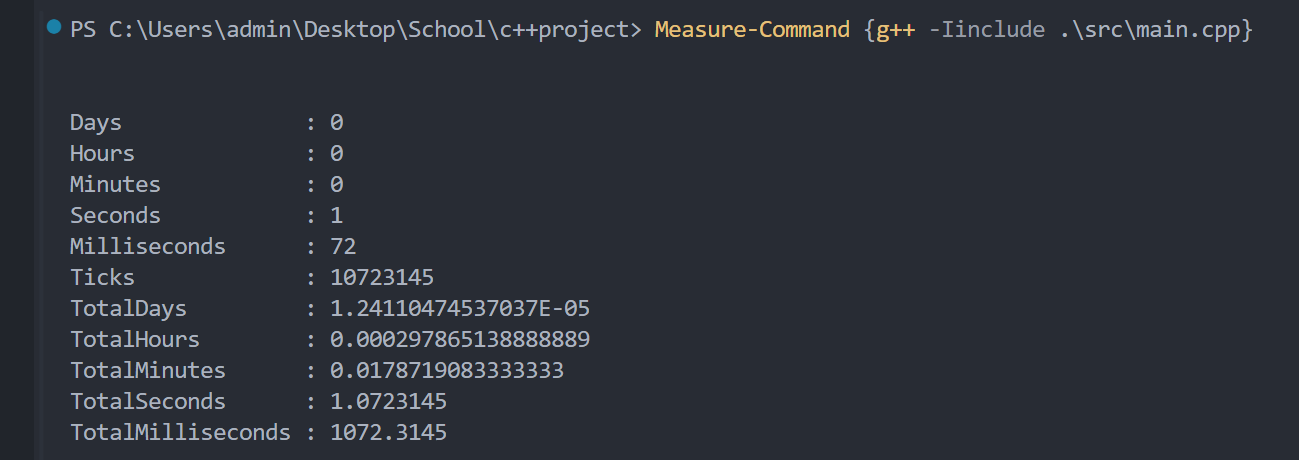 PS C:\Users\admin\Desktop\School\c++project> Measure-Command {g++ -Iinclude .\src\main.cpp}
Days              : 0
Hours             : 0
Minutes           : 0
Seconds           : 1
Milliseconds      : 72
Ticks             : 10723145
TotalDays         : 1.24110474537037E-05
TotalHours        : 0.000297865138888889
TotalMinutes      : 0.0178719083333333
TotalSeconds      : 1.0723145
TotalMilliseconds : 1072.3145